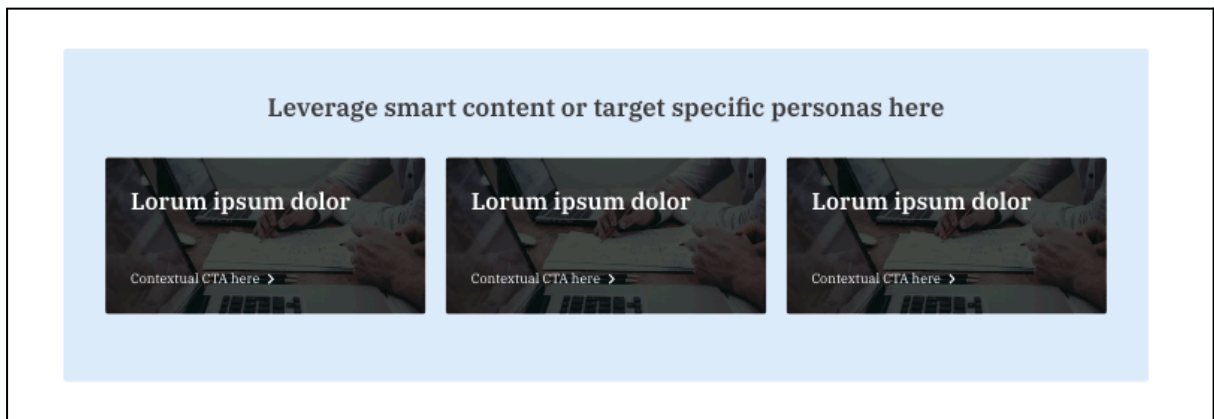 Leverage smart content or target specific personas here
Lorum ipsum dolor
Contextual CTA here
Lorum ipsum dolor
Contextual CTA here
Lorum ipsum dolor
Contextual CTA here